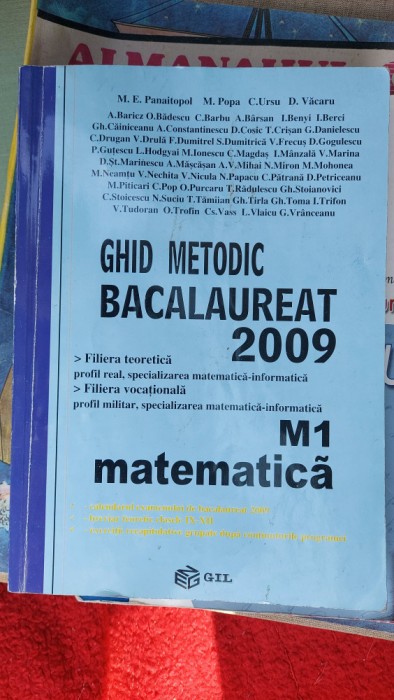 ALMANAHUL
M. E. Panaitopol M. Popa C.Ursu D. Văcaru
A.Baricz O.Bădescu C.Barbu A.Bârsan I.Benyi I.Berci
Gh.Căiniceanu A.Constantinescu D.Cosic T.Crişan G.Danielescu
C.Drugan V.Drulă F.Dumitrel S.Dumitrică V.Frecuş D.Gogulescu
P.Guţescu L.Hodgyai M.Ionescu C.Magdaş I.Mânzală V.Marina
D.Şt.Marinescu A.Măşcăşan A.V.Mihai N.Miron M.Mohonea
M.Neamţu V.Nechita V.Nicula N.Papacu C.Pătrană D.Petriceanu
M.Piticari C.Pop O.Purcaru T.Rădulescu Gh.Stoianovici
C.Stoicescu N.Suciu T.Tămîian Gh.Tîrla Gh.Toma I.Trifon
V.Tudoran O.Trofin Cs.Vass L.Vlaicu G.Vrânceanu
GHID METODIC
BACALAUREAT
2009
> Filiera teoretică
profil real, specializarea matematică-informatică
> Filiera vocaţională
profil militar, specializarea matematică-informatică
M1
matematicã
GIL